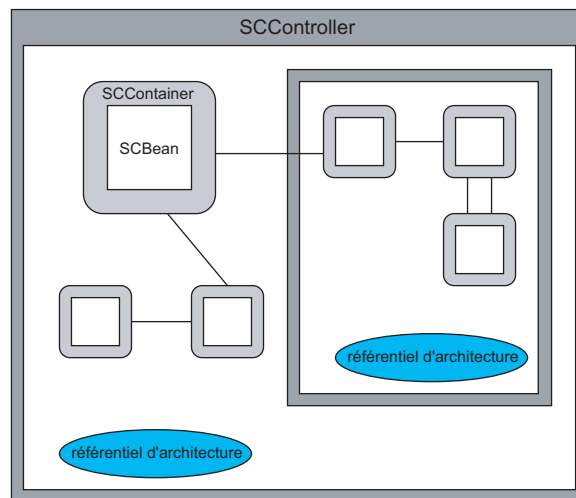 SCController
SCContainer
SCBean
référentiel d'architecture
référentiel d'architecture